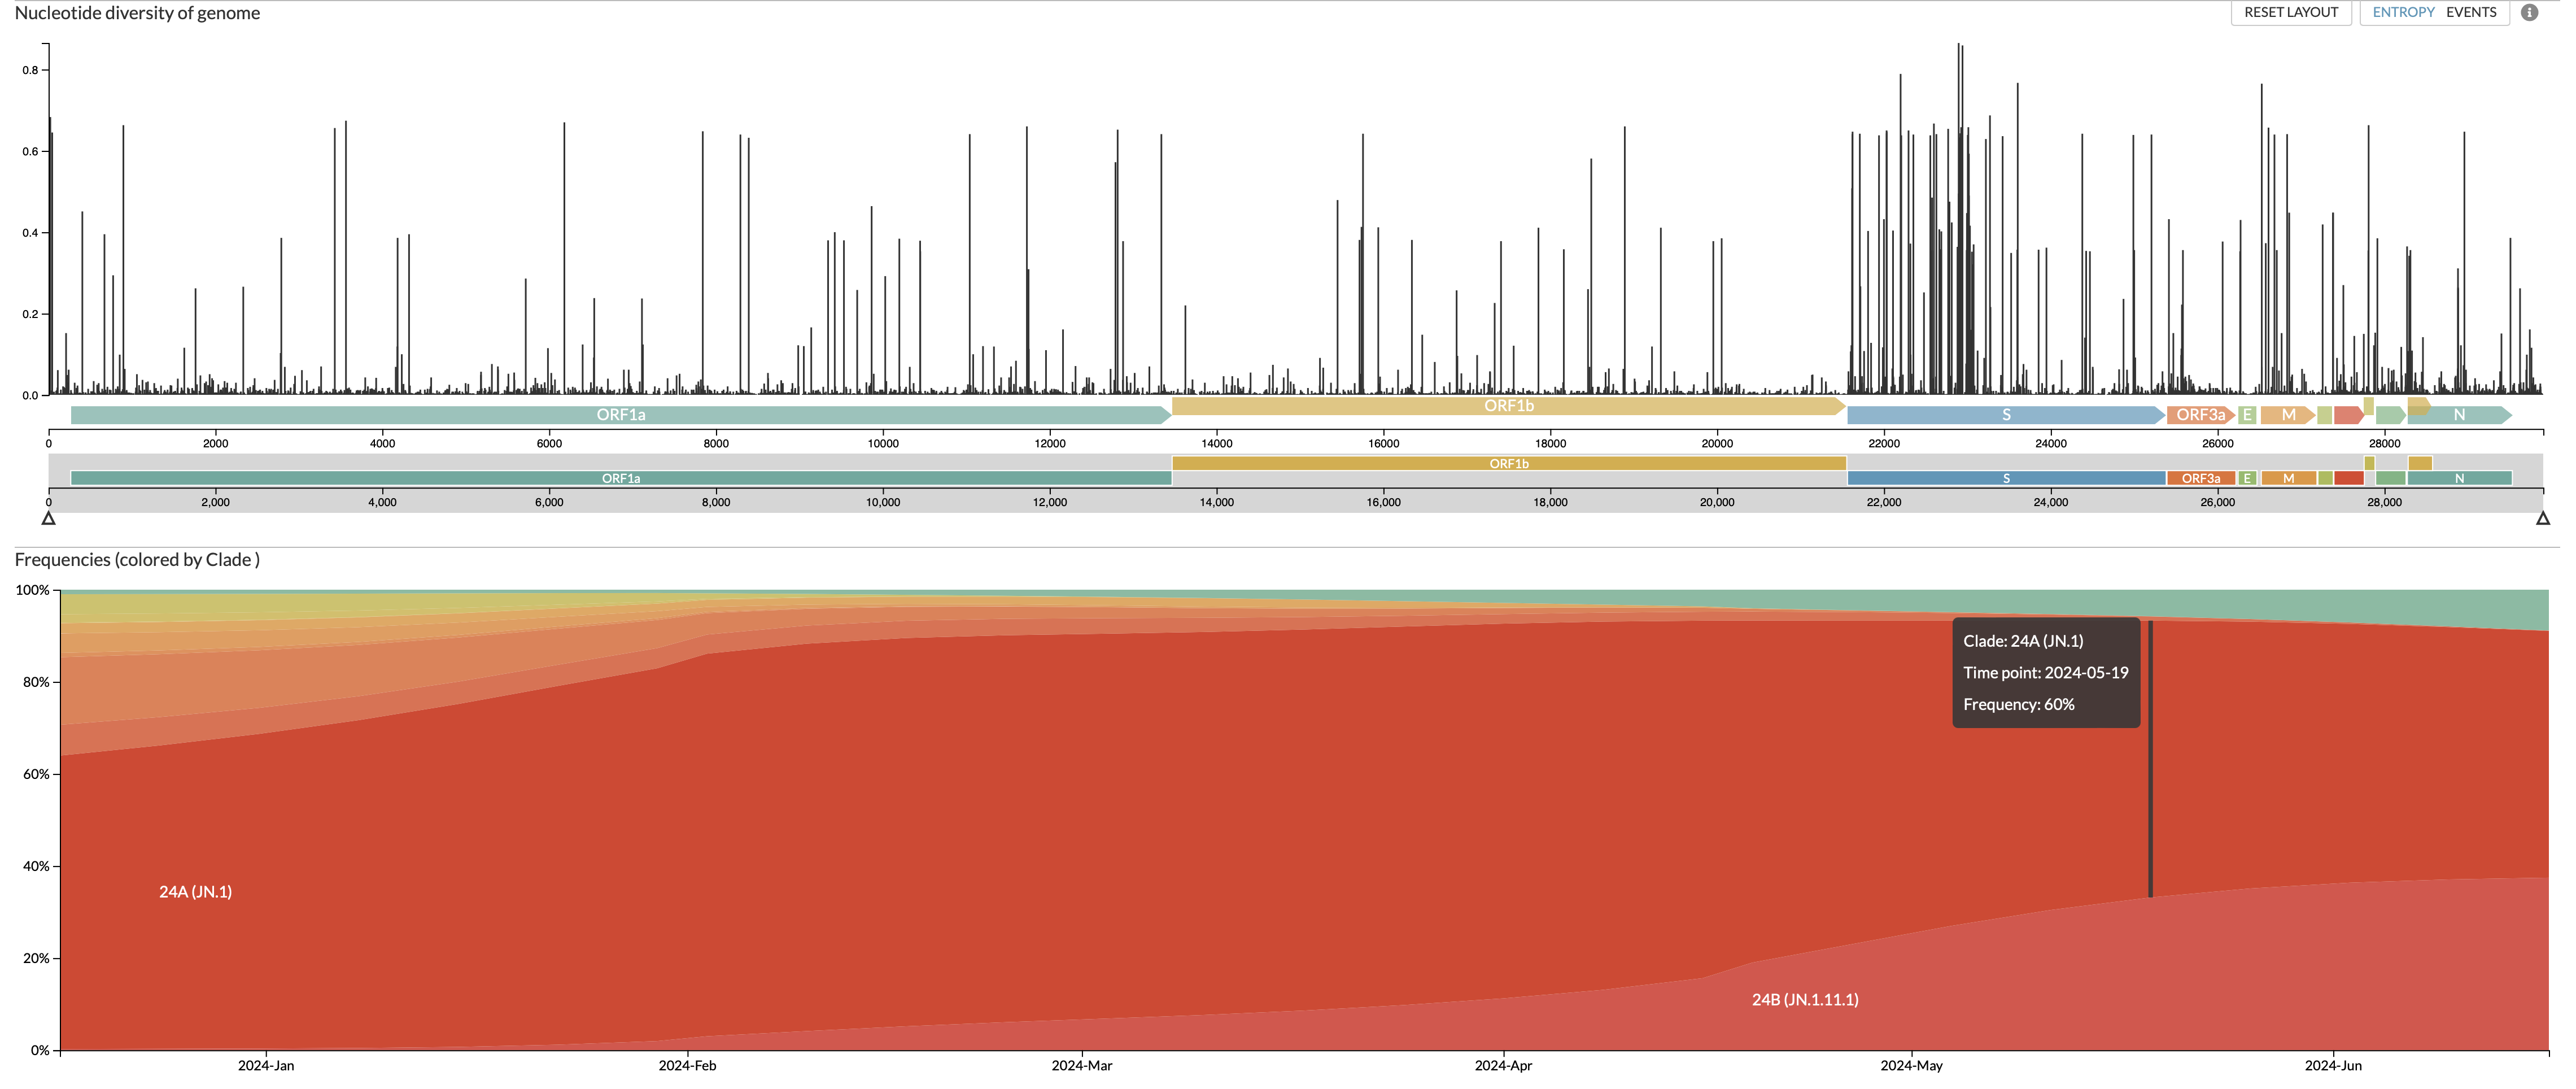 Nucleotide diversity of genome
RESET LAYOUT
ENTROPY EVENTS
i
0.8
0.6
0.4
0.2
0.0
ORF1a
ORF1b
S
ORF3a
E
M
N
0 2000 4000 6000 8000 10000 12000 14000 16000 18000 20000 22000 24000 26000 28000
ORF1b
ORF1a
S
ORF3a
E
M
N
0 2,000 4,000 6,000 8,000 10,000 12,000 14,000 16,000 18,000 20,000 22,000 24,000 26,000 28,000
Frequencies (colored by Clade )
100%
80%
60%
40%
20%
0%
Clade: 24A (JN.1)
Time point: 2024-05-19
Frequency: 60%
24A (JN.1)
24B (JN.1.11.1)
2024-Jan 2024-Feb 2024-Mar 2024-Apr 2024-May 2024-Jun